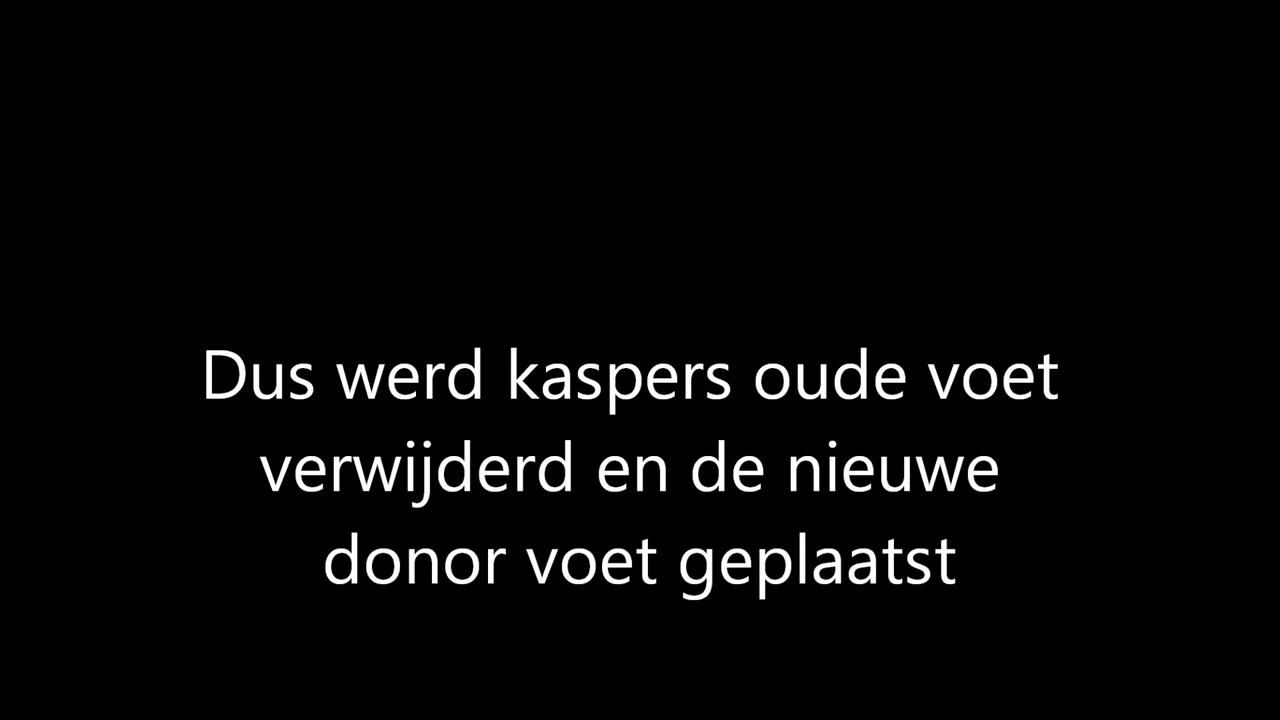 Dus werd kaspers oude voet
verwijderd en de nieuwe
donor voet geplaatst